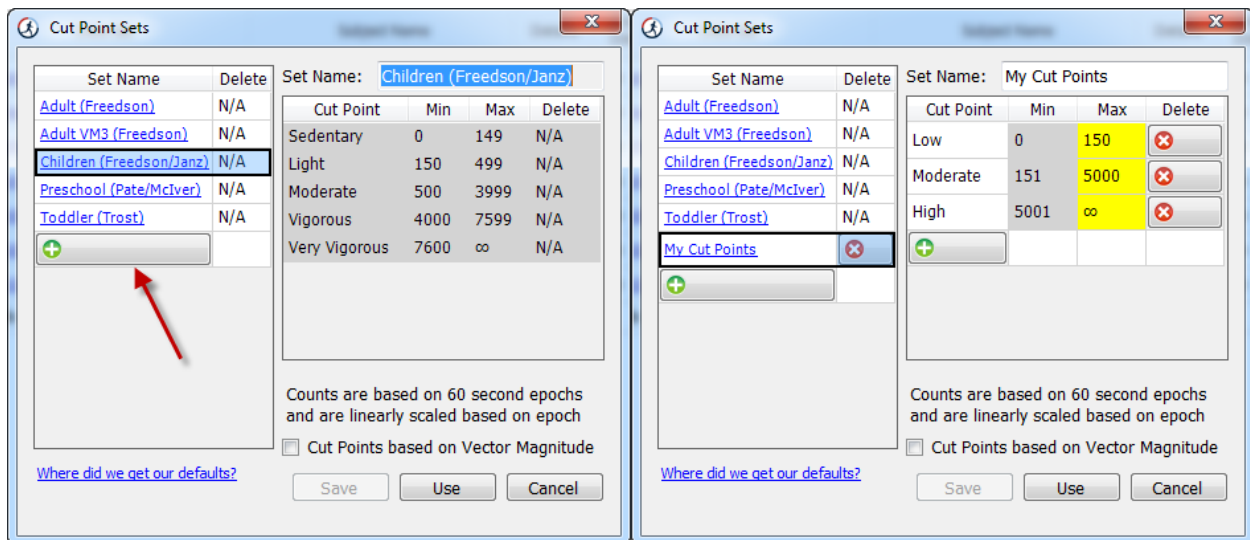 Cut Point Sets
Set Name Delete
Adult (Freedson) N/A
Adult VM3 (Freedson) N/A
Children (Freedson/Janz) N/A
Preschool (Pate/McIver) N/A
Toddler (Trost) N/A
Where did we get our defaults?
Set Name: Children (Freedson/Janz)
Cut Point Min Max Delete
Sedentary 0 149 N/A
Light 150 499 N/A
Moderate 500 3999 N/A
Vigorous 4000 7599 N/A
Very Vigorous 7600 ∞ N/A
Counts are based on 60 second epochs
and are linearly scaled based on epoch
Cut Points based on Vector Magnitude
Save Use Cancel
Cut Point Sets
Set Name Delete
Adult (Freedson) N/A
Adult VM3 (Freedson) N/A
Children (Freedson/Janz) N/A
Preschool (Pate/McIver) N/A
Toddler (Trost) N/A
My Cut Points
Where did we get our defaults?
Set Name: My Cut Points
Cut Point Min Max Delete
Low 0 150
Moderate 151 5000
High 5001 ∞
Counts are based on 60 second epochs
and are linearly scaled based on epoch
Cut Points based on Vector Magnitude
Save Use Cancel